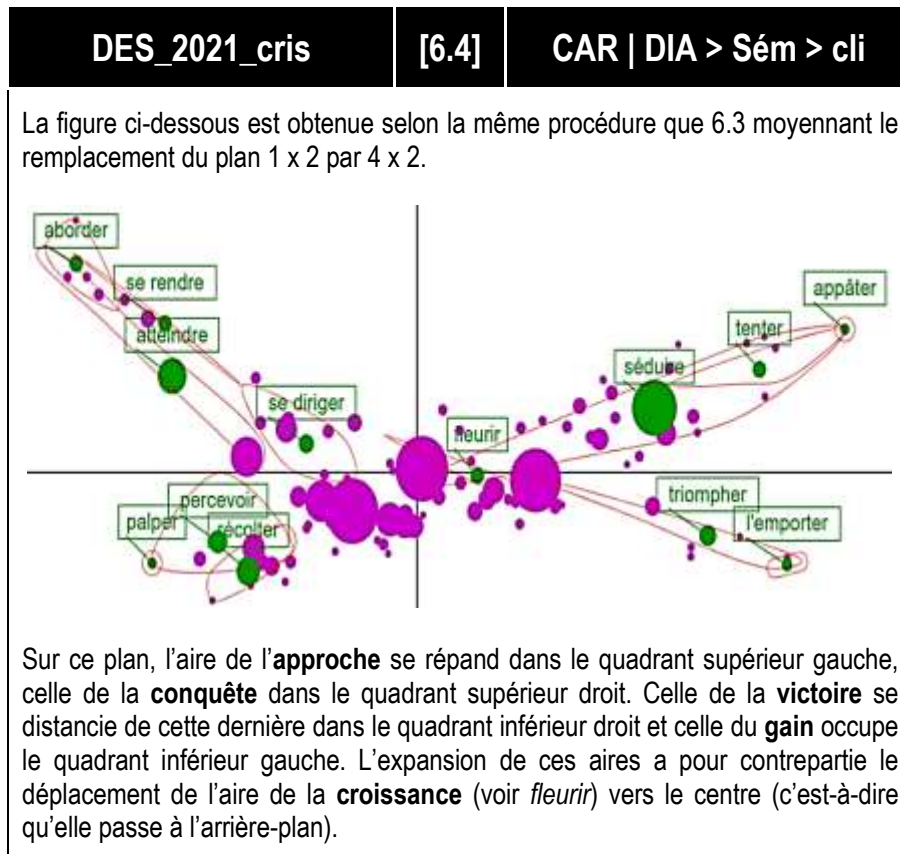 DES_2021_cris [6.4] CAR | DIA > Sém > cli
La figure ci-dessous est obtenue selon la même procédure que 6.3 moyennant le
remplacement du plan 1 x 2 par 4 x 2.
aborder
se rendre
appâter
atteindre
tenter
séduire
se diriger
fleurir
percevoir
triompher
palper
récolter
l'emporter
Sur ce plan, l'aire de l'approche se répand dans le quadrant supérieur gauche,
celle de la conquête dans le quadrant supérieur droit. Celle de la victoire se
distancie de cette dernière dans le quadrant inférieur droit et celle du gain occupe
le quadrant inférieur gauche. L'expansion de ces aires a pour contrepartie le
déplacement de l'aire de la croissance (voir fleurir) vers le centre (c'est-à-dire
qu'elle passe à l'arrière-plan).